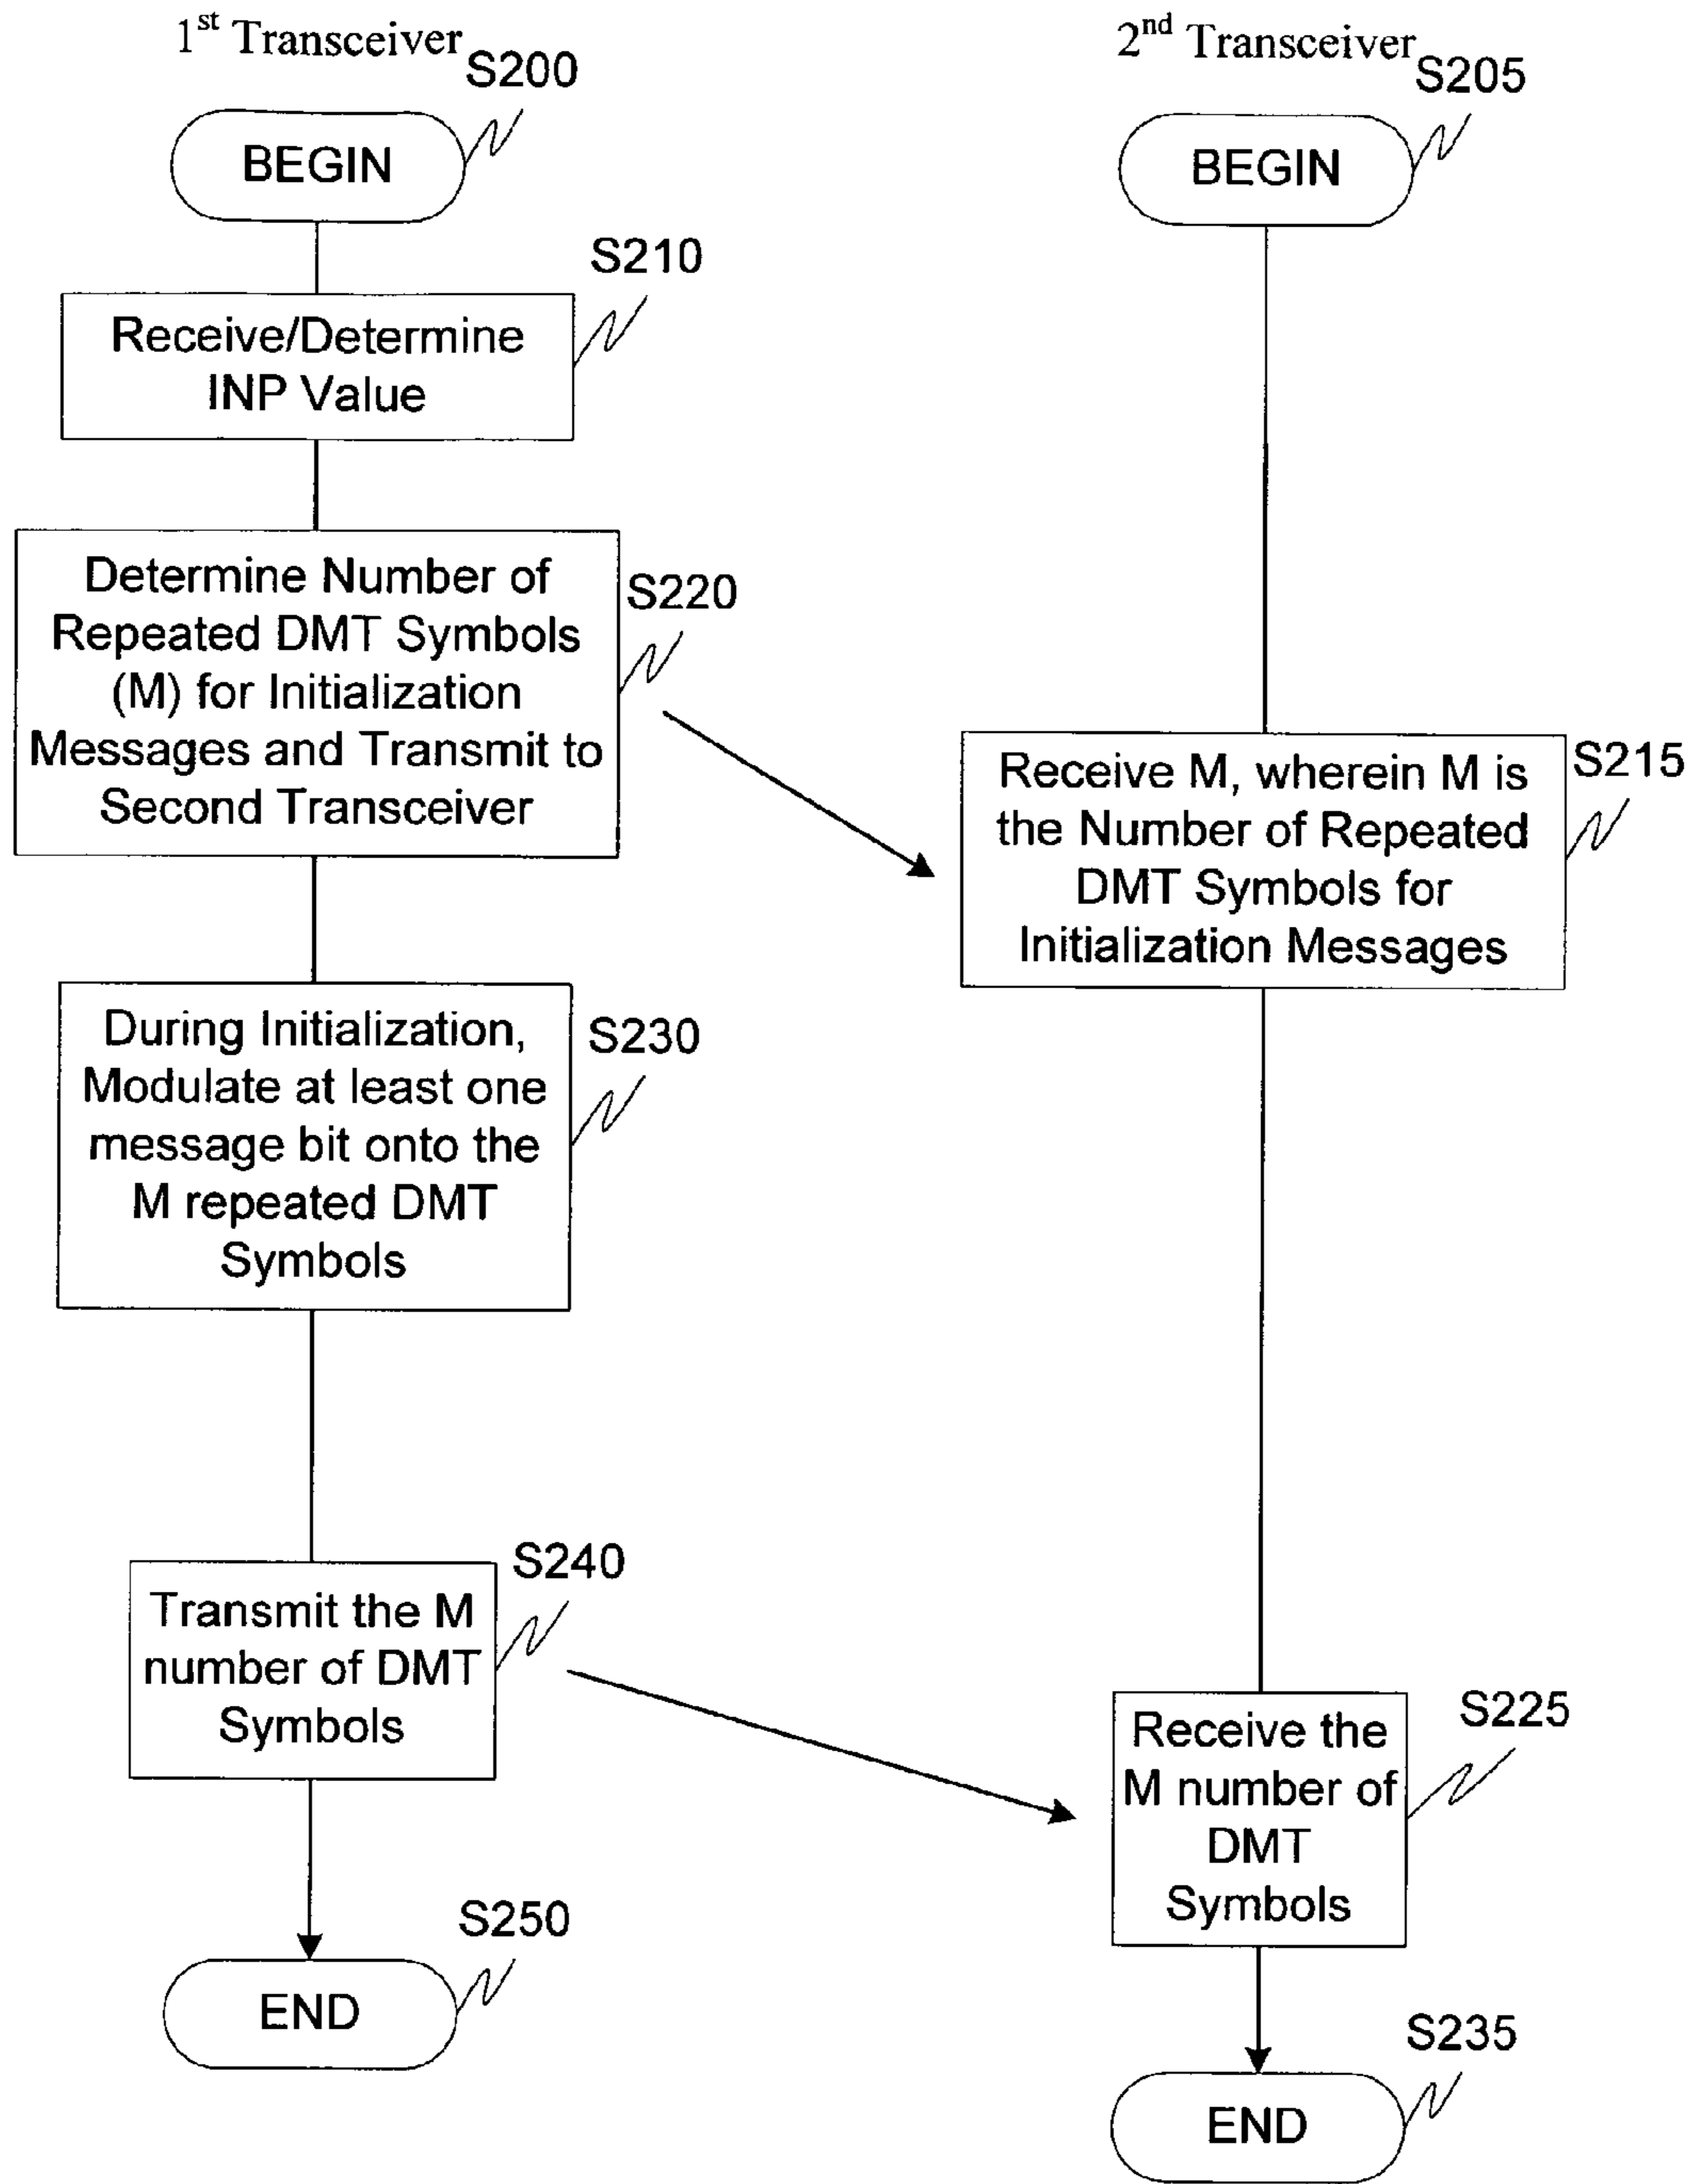 1st Transceiver
S200
BEGIN
S210
Receive/Determine
INP Value
S220
Determine Number of
Repeated DMT Symbols
(M) for Initialization
Messages and Transmit to
Second Transceiver
S230
During Initialization,
Modulate at least one
message bit onto the
M repeated DMT
Symbols
S240
Transmit the M
number of DMT
Symbols
S250
END
2nd Transceiver
S205
BEGIN
S215
Receive M, wherein M is
the Number of Repeated
DMT Symbols for
Initialization Messages
S225
Receive the
M number of
DMT
Symbols
S235
END